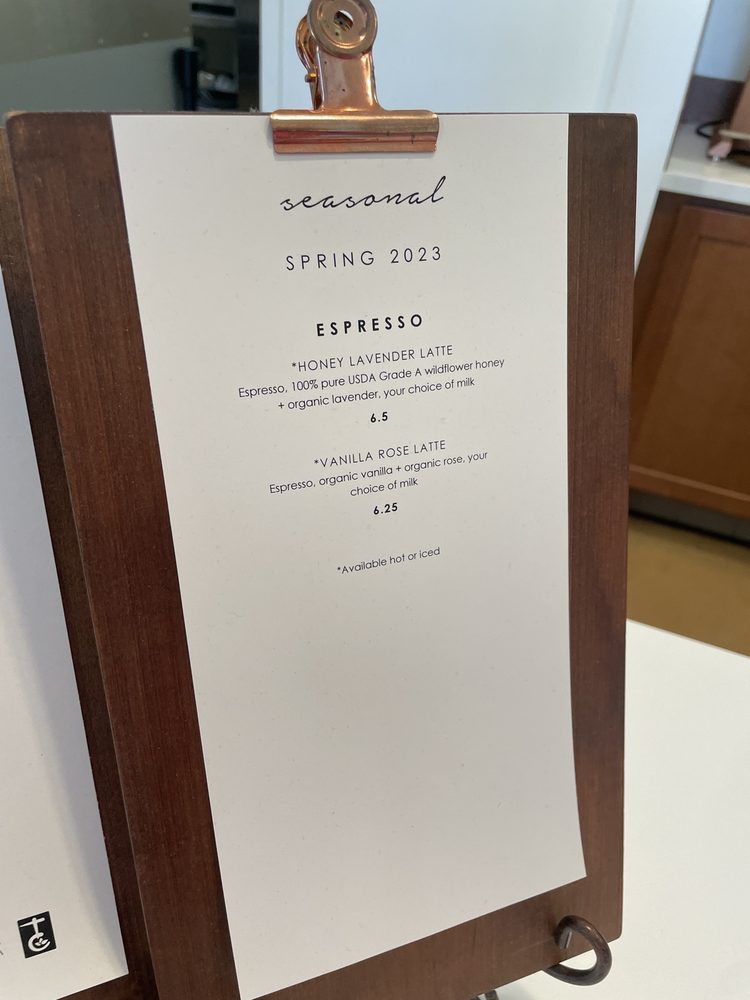 seasonal
SPRING 2023
ESPRESSO
*HONEY LAVENDER LATTE
Espresso, 100% pure USDA Grade A wildflower honey
+ organic lavender, your choice of milk
6.5
*VANILLA ROSE LATTE
Espresso, organic vanilla + organic rose, your
choice of milk
6.25
*Available hot or iced